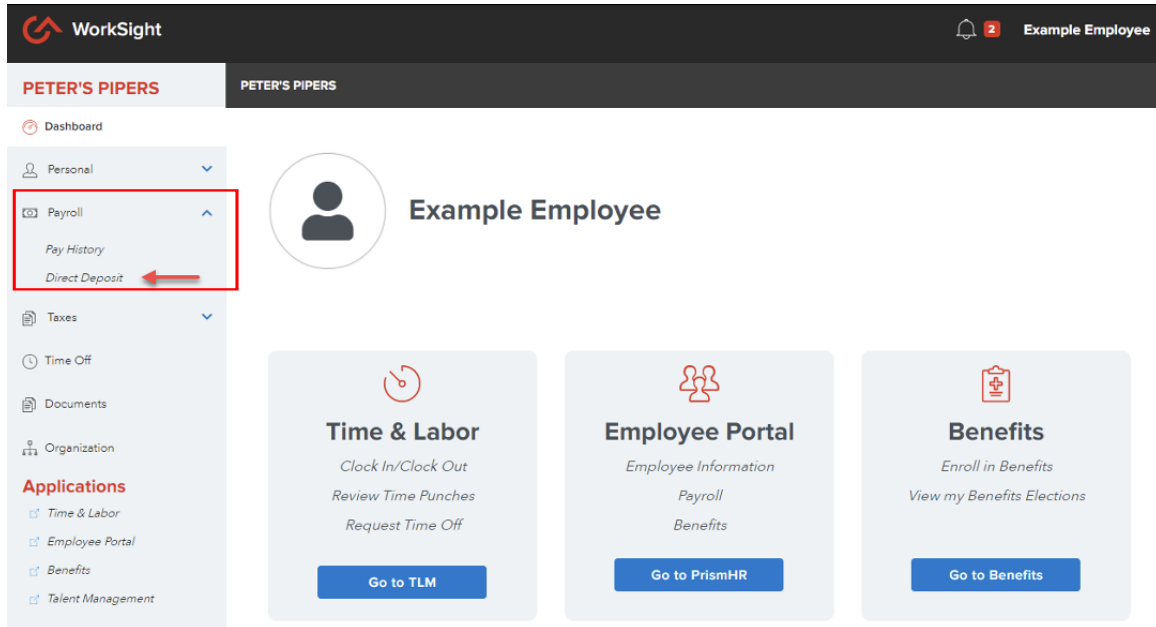 WorkSight
2
Example Employee
PETER'S PIPERS
PETER'S PIPERS
Dashboard
Personal
Payroll
Pay History
Direct Deposit
Taxes
Time Off
Documents
Organization
Applications
Time & Labor
Employee Portal
Benefits
Talent Management
Example Employee
Time & Labor
Clock In/Clock Out
Review Time Punches
Request Time Off
Go to TLM
Employee Portal
Employee Information
Payroll
Benefits
Go to PrismHR
Benefits
Enroll in Benefits
View my Benefits Elections
Go to Benefits